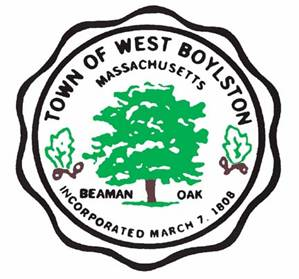 TOWN OF WEST BOYLSTON
MASSACHUSETTS
BEAMAN OAK
INCORPORATED MARCH 7, 1808